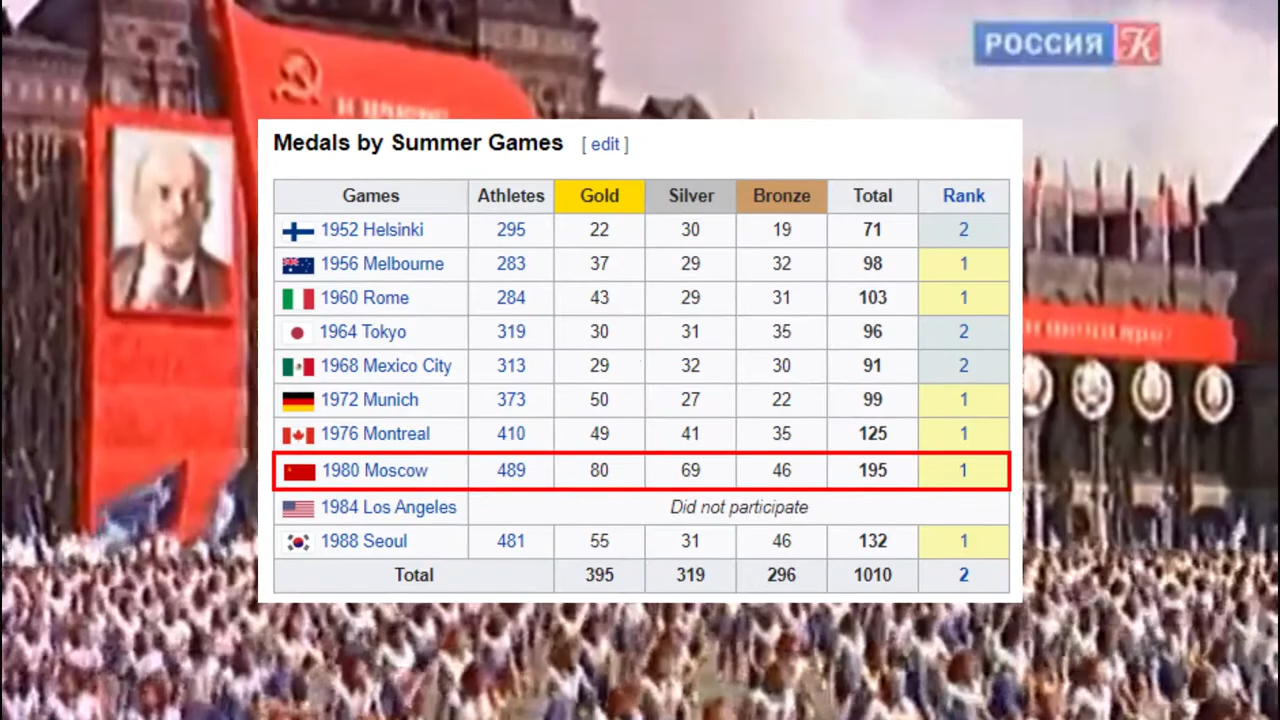 РОССИЯ К
Medals by Summer Games [ edit ]
Games Athletes Gold Silver Bronze Total Rank
1952 Helsinki 295 22 30 19 71 2
1956 Melbourne 283 37 29 32 98 1
1960 Rome 284 43 29 31 103 1
1964 Tokyo 319 30 31 35 96 2
1968 Mexico City 313 29 32 30 91 2
1972 Munich 373 50 27 22 99 1
1976 Montreal 410 49 41 35 125 1
1980 Moscow 489 80 69 46 195 1
1984 Los Angeles Did not participate
1988 Seoul 481 55 31 46 132 1
Total 395 319 296 1010 2